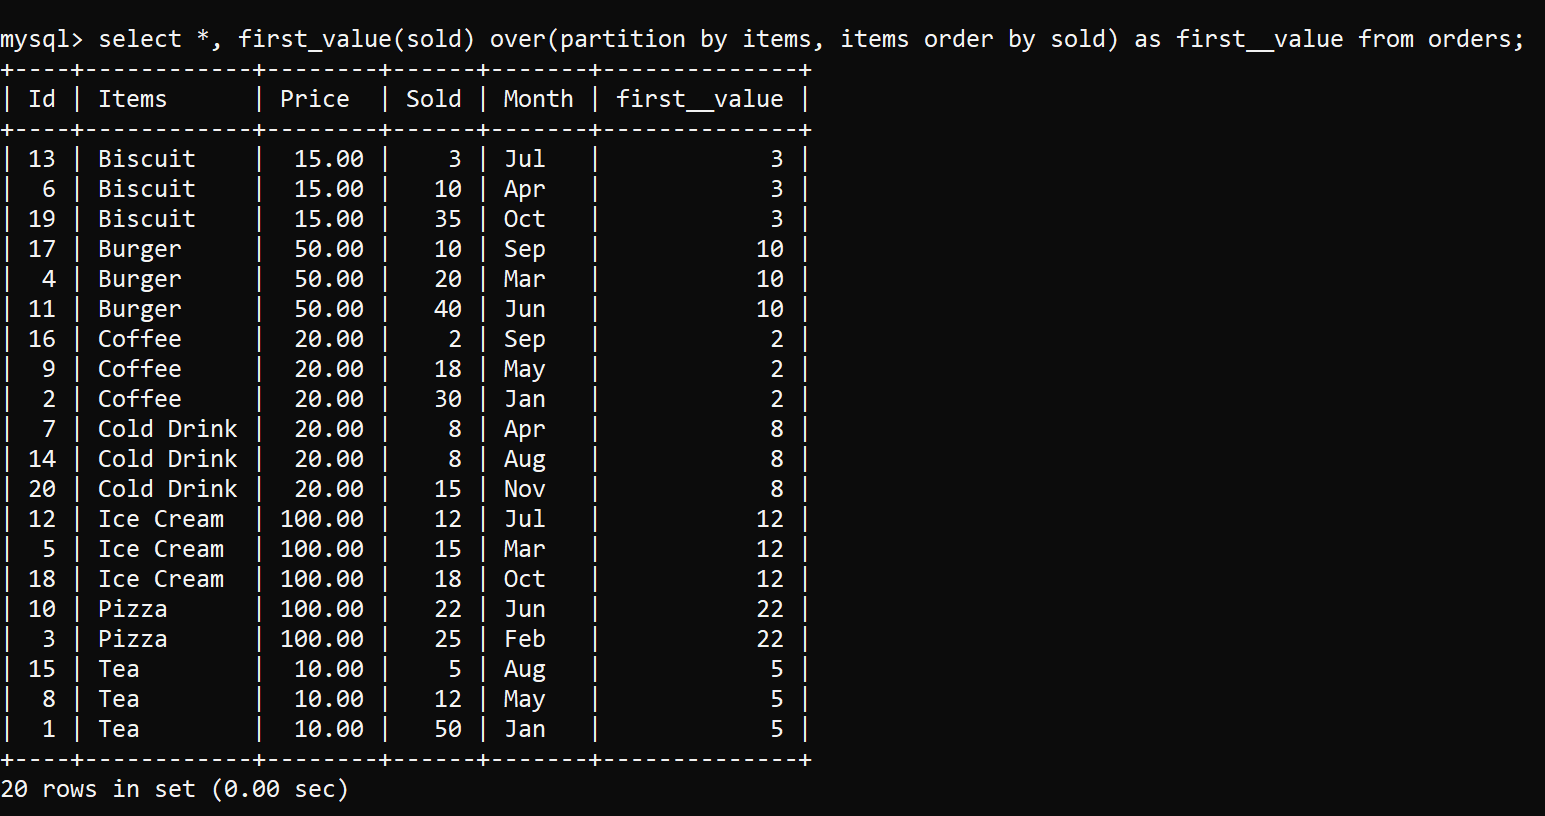 mysql> select *, first_value(sold) over(partition by items, items order by sold) as first__value from orders;
+----+------------+--------+------+-------+--------------+
| Id | Items      | Price  | Sold | Month | first__value |
+----+------------+--------+------+-------+--------------+
| 13 | Biscuit    |  15.00 |    3 | Jul   |            3 |
|  6 | Biscuit    |  15.00 |   10 | Apr   |            3 |
| 19 | Biscuit    |  15.00 |   35 | Oct   |            3 |
| 17 | Burger     |  50.00 |   10 | Sep   |           10 |
|  4 | Burger     |  50.00 |   20 | Mar   |           10 |
| 11 | Burger     |  50.00 |   40 | Jun   |           10 |
| 16 | Coffee     |  20.00 |    2 | Sep   |            2 |
|  9 | Coffee     |  20.00 |   18 | May   |            2 |
|  2 | Coffee     |  20.00 |   30 | Jan   |            2 |
|  7 | Cold Drink |  20.00 |    8 | Apr   |            8 |
| 14 | Cold Drink |  20.00 |    8 | Aug   |            8 |
| 20 | Cold Drink |  20.00 |   15 | Nov   |            8 |
| 12 | Ice Cream  | 100.00 |   12 | Jul   |           12 |
|  5 | Ice Cream  | 100.00 |   15 | Mar   |           12 |
| 18 | Ice Cream  | 100.00 |   18 | Oct   |           12 |
| 10 | Pizza      | 100.00 |   22 | Jun   |           22 |
|  3 | Pizza      | 100.00 |   25 | Feb   |           22 |
| 15 | Tea        |  10.00 |    5 | Aug   |            5 |
|  8 | Tea        |  10.00 |   12 | May   |            5 |
|  1 | Tea        |  10.00 |   50 | Jan   |            5 |
+----+------------+--------+------+-------+--------------+
20 rows in set (0.00 sec)